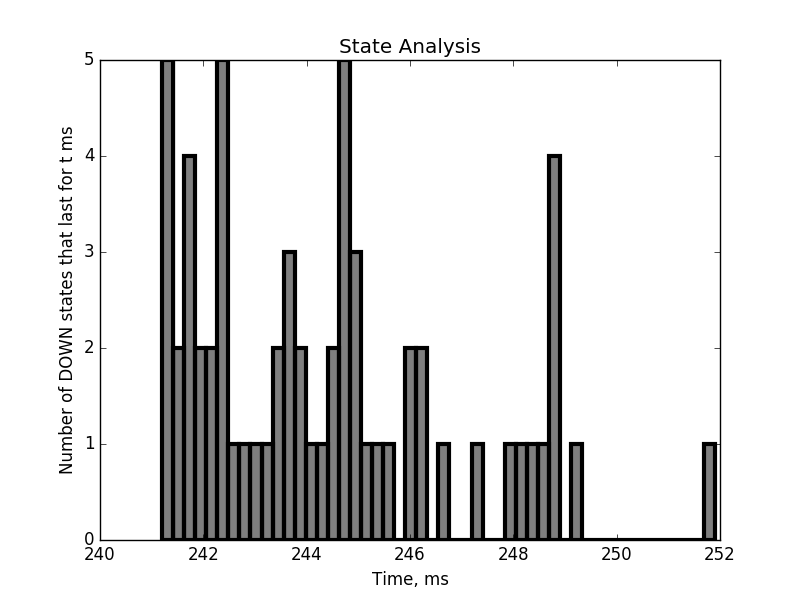 State Analysis
Number of DOWN states that last for t ms
5
4
3
2
1
0
240 242 244 246 248 250 252
Time, ms